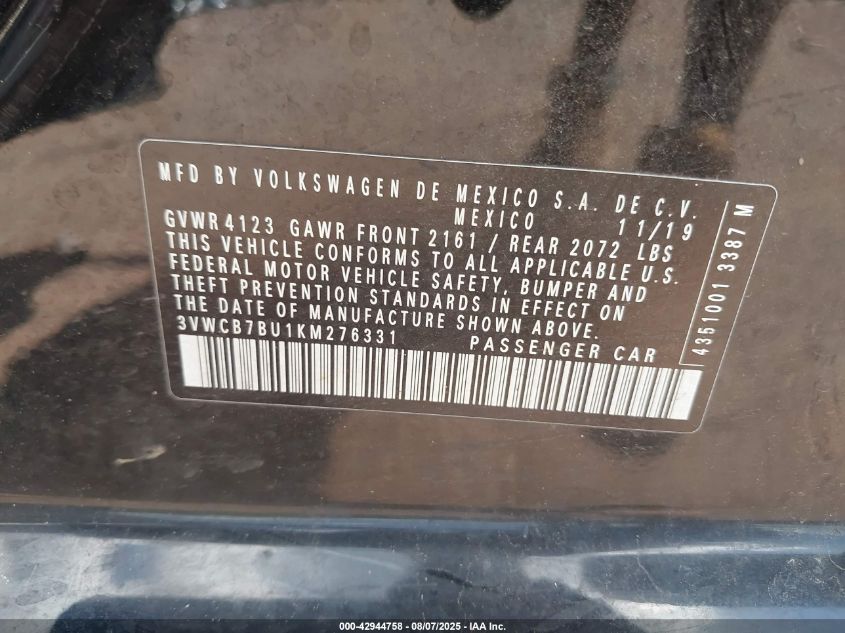 MFD BY VOLKSWAGEN DE MEXICO S.A. DE C.V.
MEXICO 11/19
GVWR 4123 GAWR FRONT 2161 / REAR 2072 LBS
THIS VEHICLE CONFORMS TO ALL APPLICABLE U.S.
FEDERAL MOTOR VEHICLE SAFETY, BUMPER AND
THEFT PREVENTION STANDARDS IN EFFECT ON
THE DATE OF MANUFACTURE SHOWN ABOVE.
3VWCB7BU1KM276331 PASSENGER CAR
4351001 3387 M
000-42944758 - 08/07/2025 - IAA Inc.